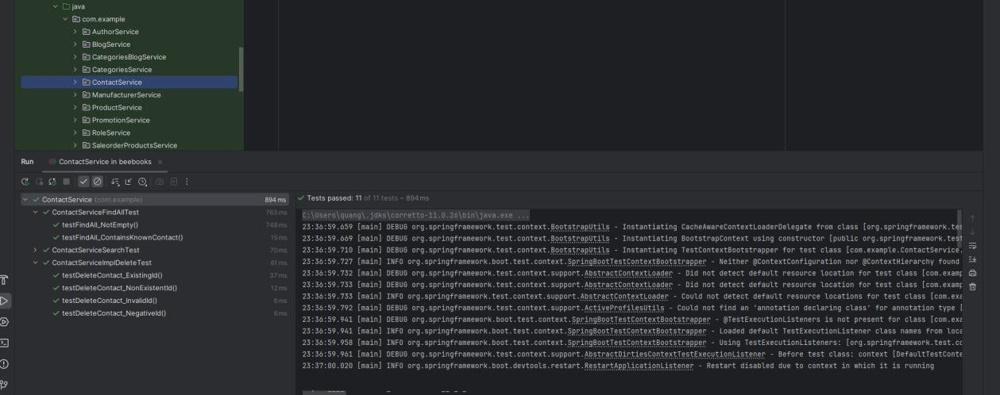 java
com.example
AuthorService
BlogService
CategoriesBlogService
CategoriesService
ContactService
ManufacturerService
ProductService
PromotionService
RoleService
SaleorderProductsService
Run ContactService in beebooks
ContactService (com.example) 894 ms
ContactServiceFindAllTest 763 ms
testFindAll_NotEmpty() 748 ms
testFindAll_ContainsKnownContact() 15 ms
ContactServiceSearchTest 70 ms
ContactServiceImplDeleteTest 61 ms
testDeleteContact_ExistingId() 37 ms
testDeleteContact_NonExistentId() 12 ms
testDeleteContact_InvalidId() 6 ms
testDeleteContact_NegativeId() 6 ms
Tests passed: 11 of 11 tests – 894 ms
C:\Users\quang\.jdks\corretto-11.0.26\bin\java.exe ...
23:36:59.659 [main] DEBUG org.springframework.test.context.BootstrapUtils - Instantiating CacheAwareContextLoaderDelegate from class [org.springframework.tes
23:36:59.669 [main] DEBUG org.springframework.test.context.BootstrapUtils - Instantiating BootstrapContext using constructor [public org.springframework.test
23:36:59.710 [main] DEBUG org.springframework.test.context.BootstrapUtils - Instantiating TestContextBootstrapper for test class [com.example.ContactService.
23:36:59.727 [main] INFO org.springframework.boot.test.context.SpringBootTestContextBootstrapper - Neither @ContextConfiguration nor @ContextHierarchy found
23:36:59.732 [main] DEBUG org.springframework.test.context.support.AbstractContextLoader - Did not detect default resource location for test class [com.examp
23:36:59.733 [main] DEBUG org.springframework.test.context.support.AbstractContextLoader - Did not detect default resource location for test class [com.examp
23:36:59.733 [main] INFO org.springframework.test.context.support.AbstractContextLoader - Could not detect default resource locations for test class [com.exa
23:36:59.792 [main] DEBUG org.springframework.test.context.support.ActiveProfilesUtils - Could not find an 'annotation declaring class' for annotation type [
23:36:59.941 [main] DEBUG org.springframework.boot.test.context.SpringBootTestContextBootstrapper - @TestExecutionListeners is not present for class [com.exa
23:36:59.941 [main] INFO org.springframework.boot.test.context.SpringBootTestContextBootstrapper - Loaded default TestExecutionListener class names from loca
23:36:59.958 [main] INFO org.springframework.boot.test.context.SpringBootTestContextBootstrapper - Using TestExecutionListeners: [org.springframework.test.co
23:36:59.961 [main] DEBUG org.springframework.test.context.support.AbstractDirtiesContextTestExecutionListener - Before test class: context [DefaultTestConte
23:37:00.020 [main] INFO org.springframework.boot.devtools.restart.RestartApplicationListener - Restart disabled due to context in which it is running